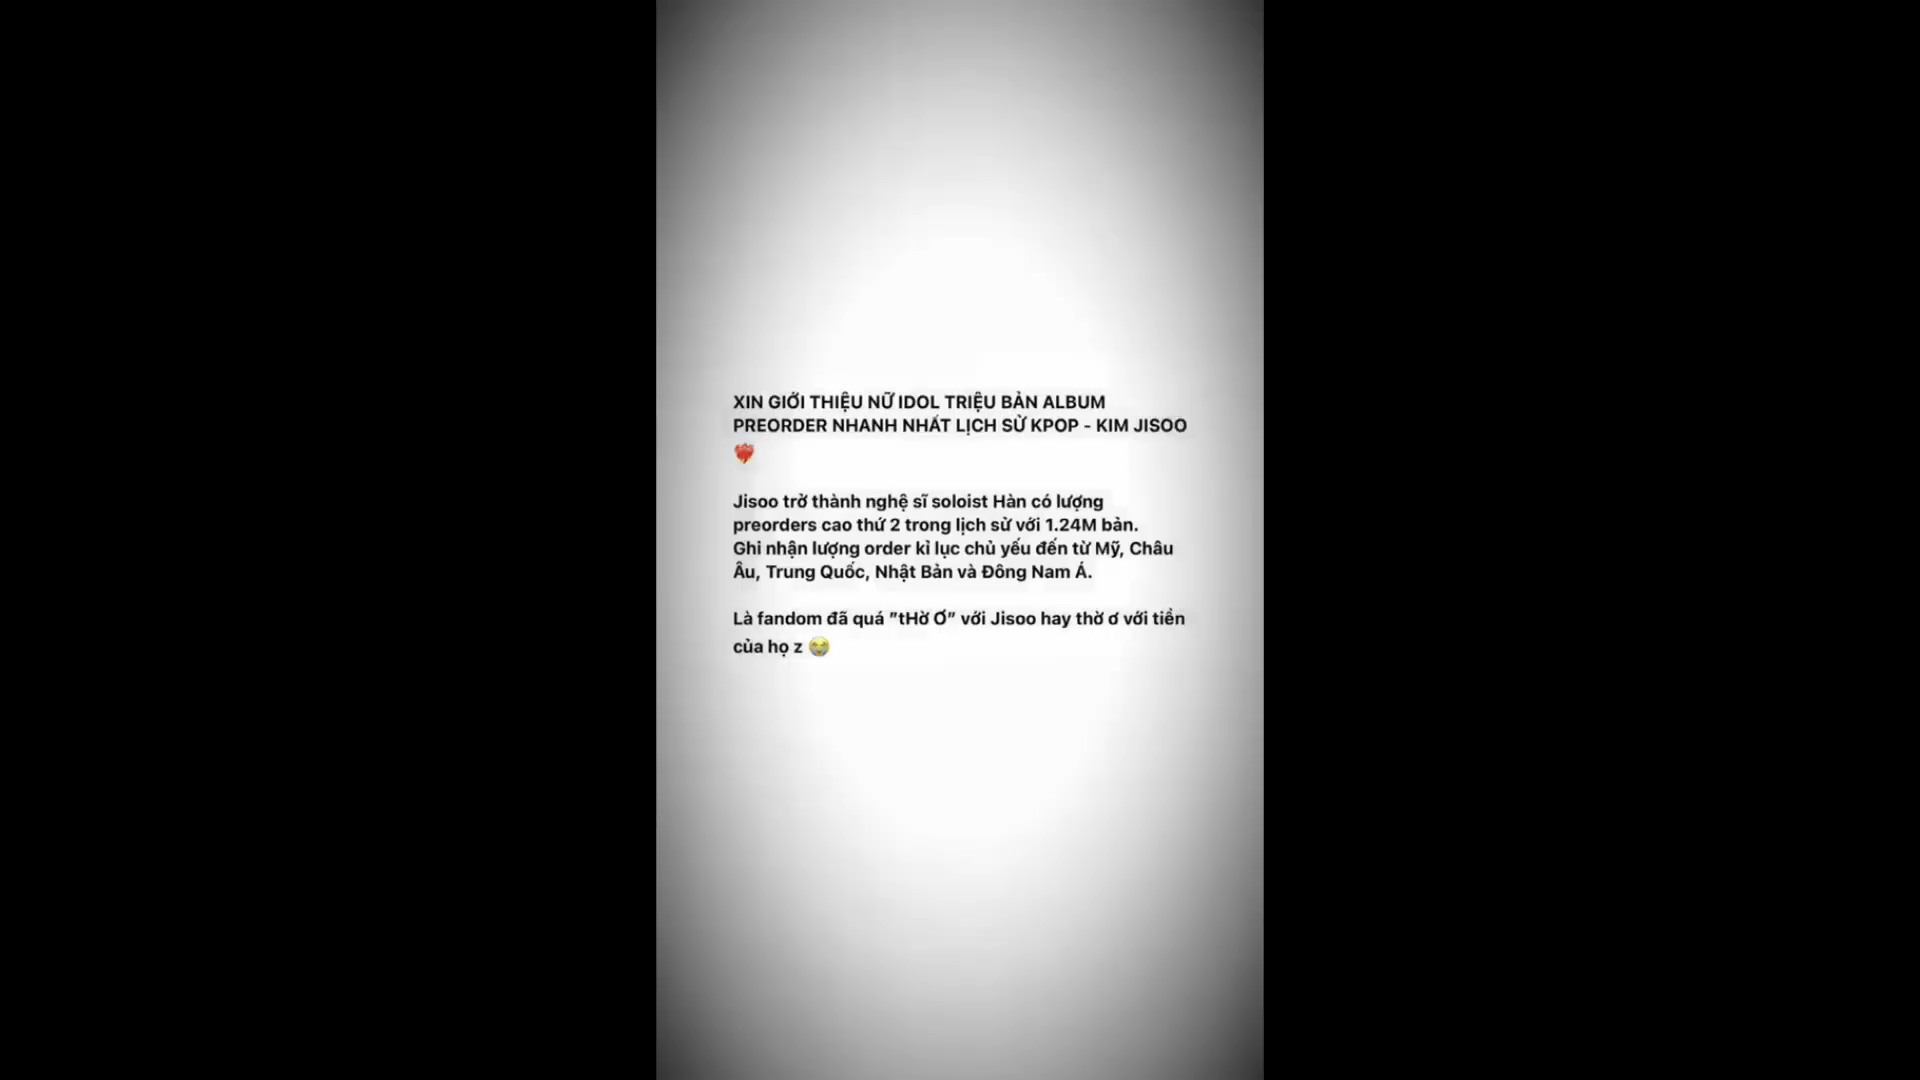 XIN GIỚI THIỆU NỮ IDOL TRIỆU BẢN ALBUM
PREORDER NHANH NHẤT LỊCH SỬ KPOP - KIM JISOO
❤️‍🔥
Jisoo trở thành nghệ sĩ soloist Hàn có lượng
preorders cao thứ 2 trong lịch sử với 1.24M bản.
Ghi nhận lượng order kỉ lục chủ yếu đến từ Mỹ, Châu
Âu, Trung Quốc, Nhật Bản và Đông Nam Á.
Là fandom đã quá "tHờ Ơ" với Jisoo hay thờ ơ với tiền
của họ z 😭